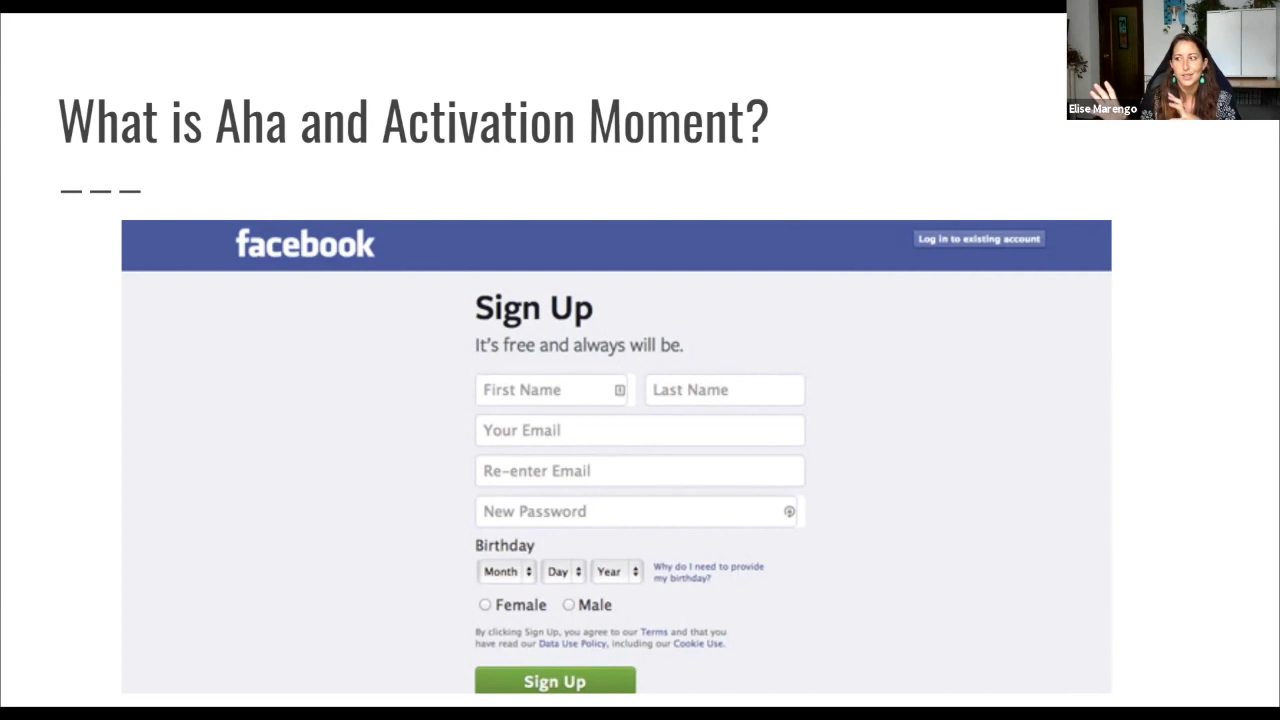 What is Aha and Activation Moment?
Elise Marengo
facebook
Log in to existing account
Sign Up
It's free and always will be.
First Name
Last Name
Your Email
Re-enter Email
New Password
Birthday
Month Day Year
Why do I need to provide
my birthday?
Female Male
By clicking Sign Up, you agree to our Terms and that you
have read our Data Use Policy, including our Cookie Use.
Sign Up